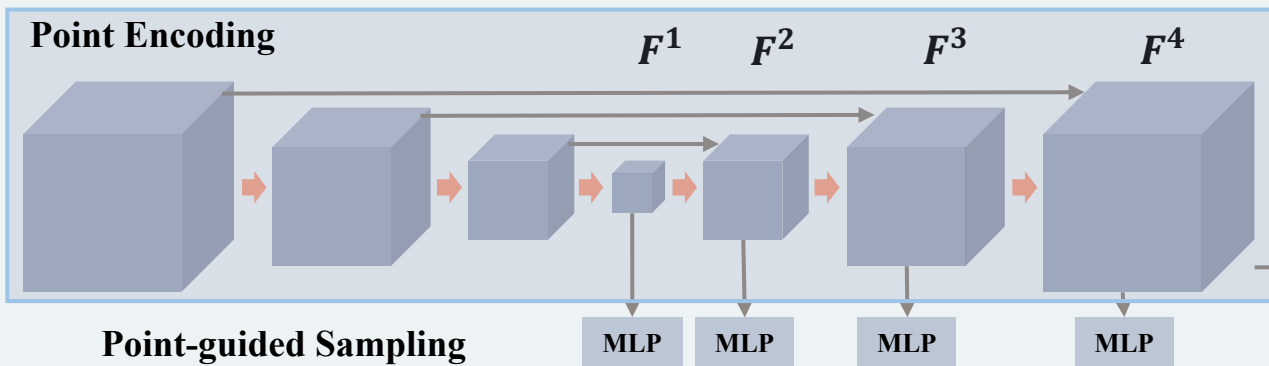 Point Encoding
F¹ F² F³ F⁴
MLP MLP MLP MLP
Point-guided Sampling